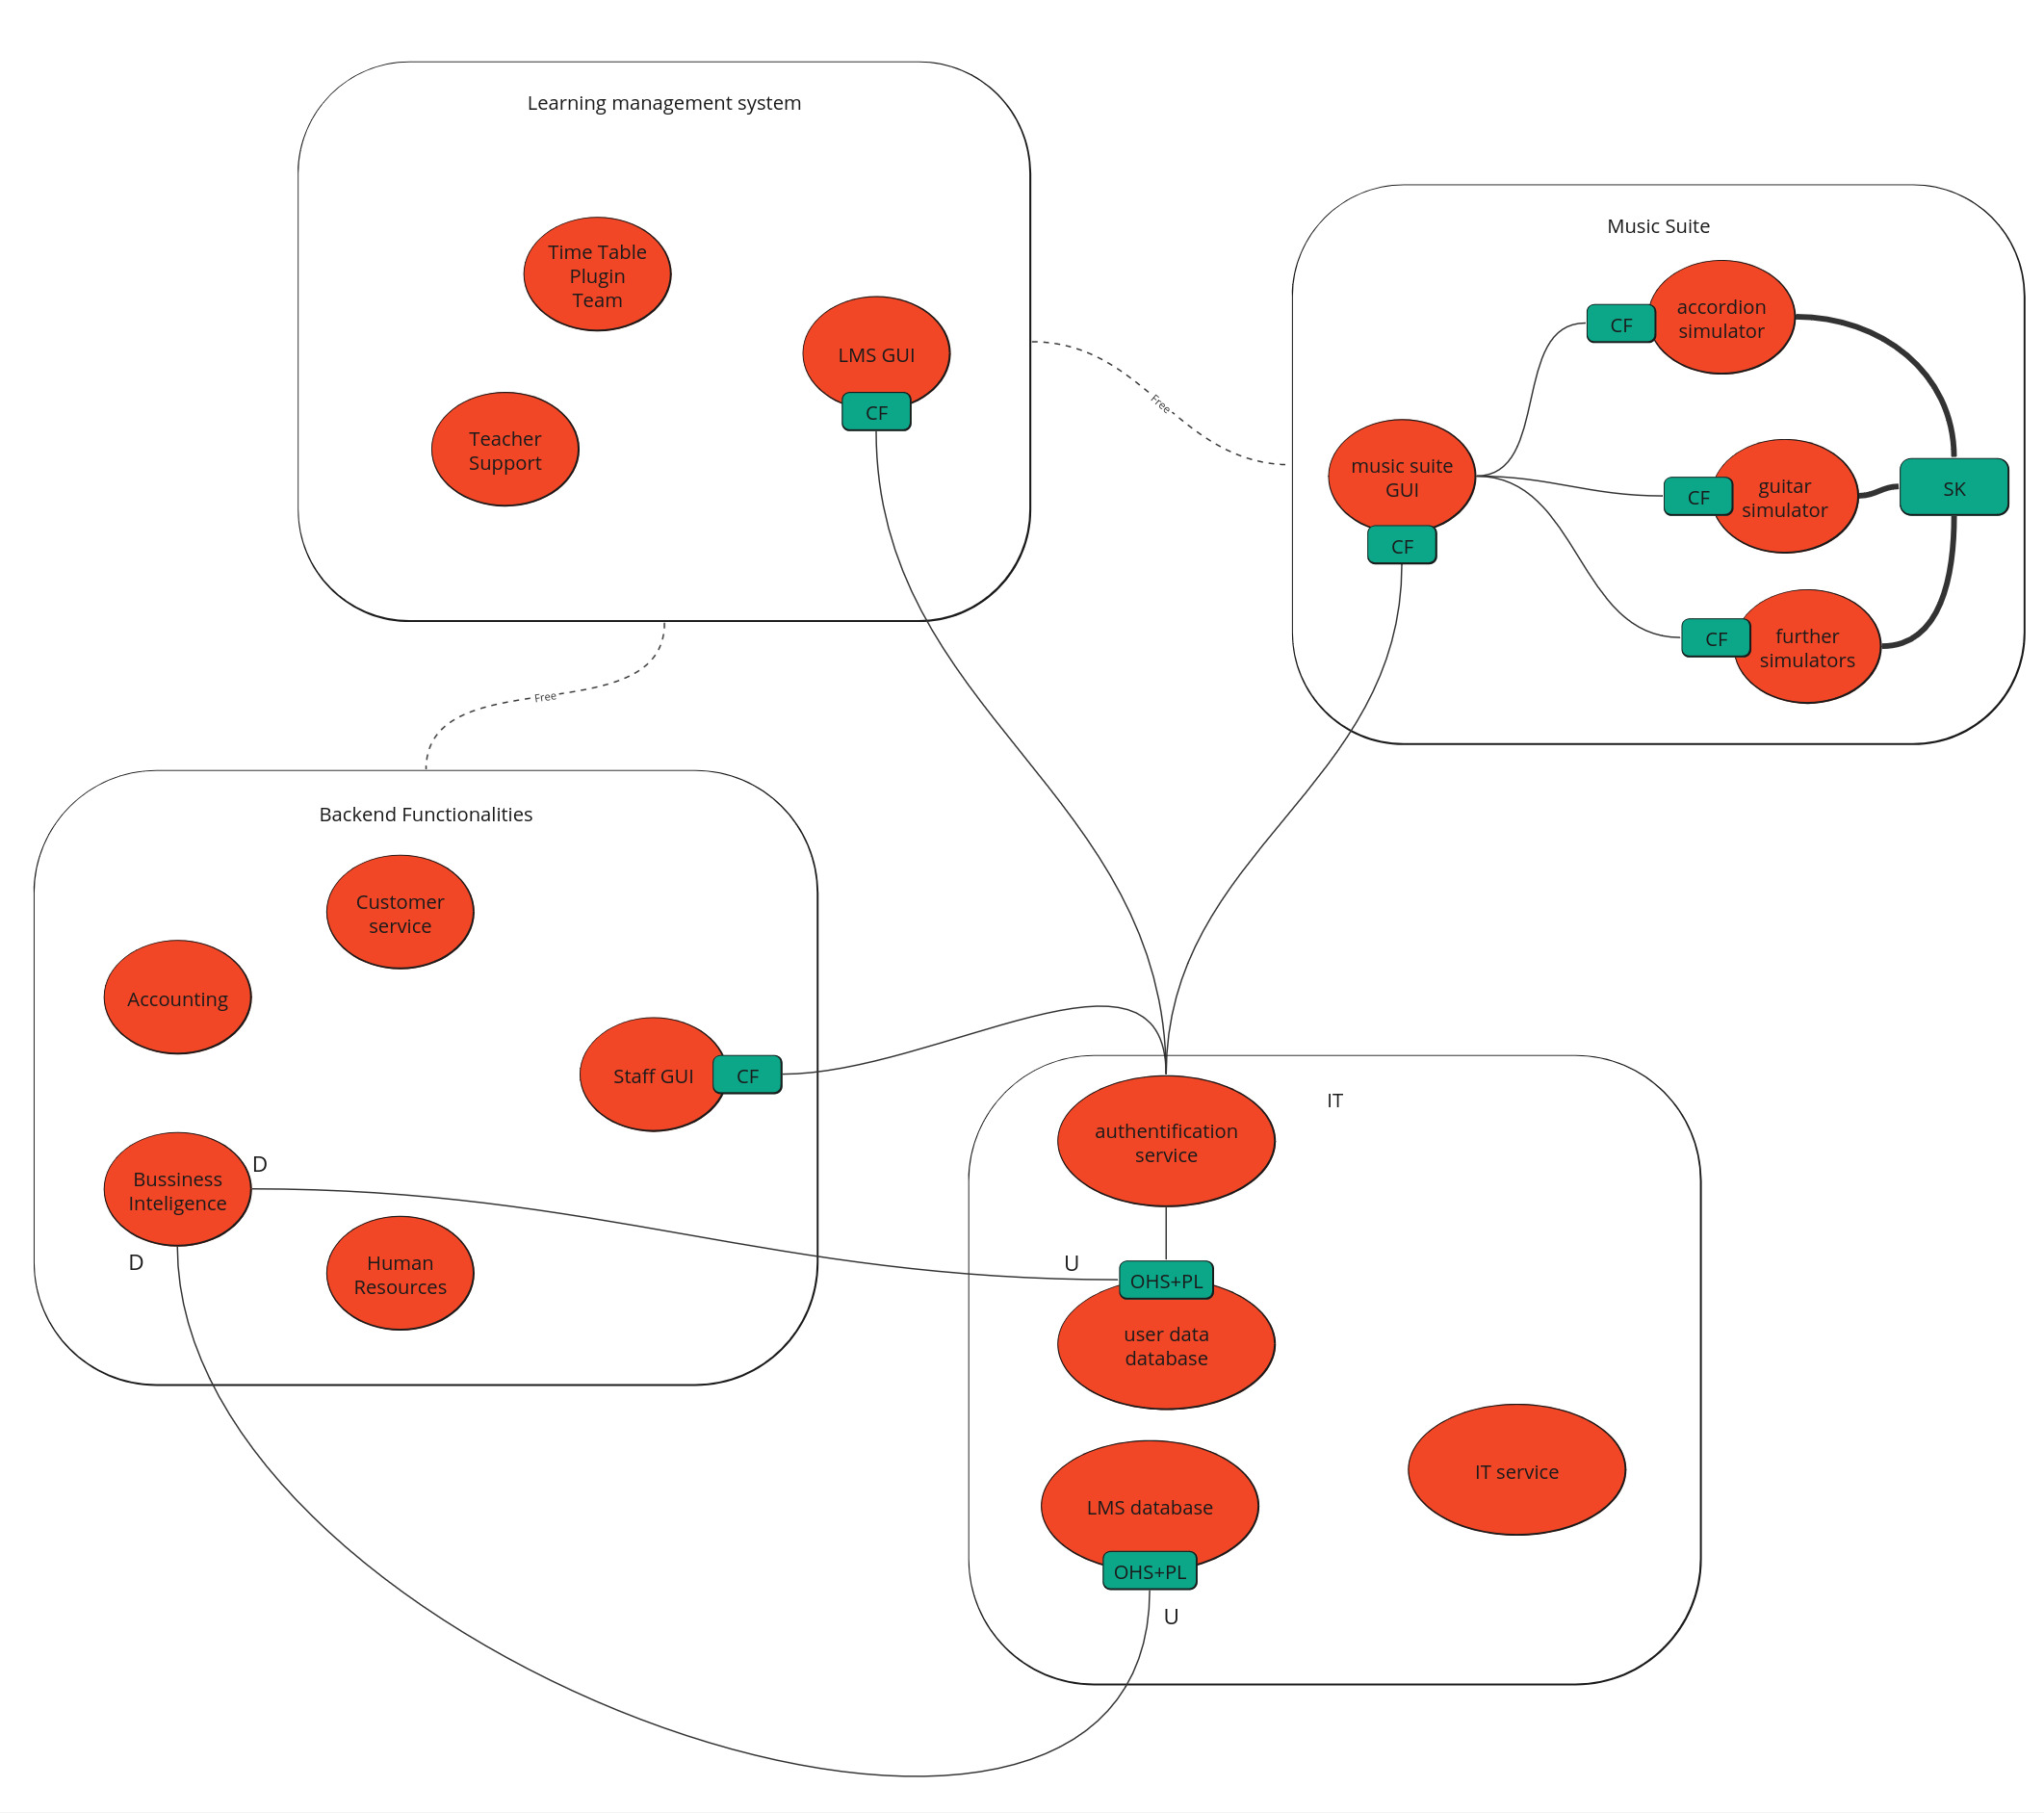 Learning management system
Time Table
Plugin
Team
LMS GUI
CF
Teacher
Support
Free
Music Suite
accordion
simulator
CF
music suite
GUI
CF
guitar
simulator
CF
SK
further
simulators
CF
Free
Backend Functionalities
Customer
service
Accounting
Staff GUI
CF
Bussiness
Inteligence
D
D
Human
Resources
IT
authentification
service
U
OHS+PL
user data
database
LMS database
OHS+PL
U
IT service